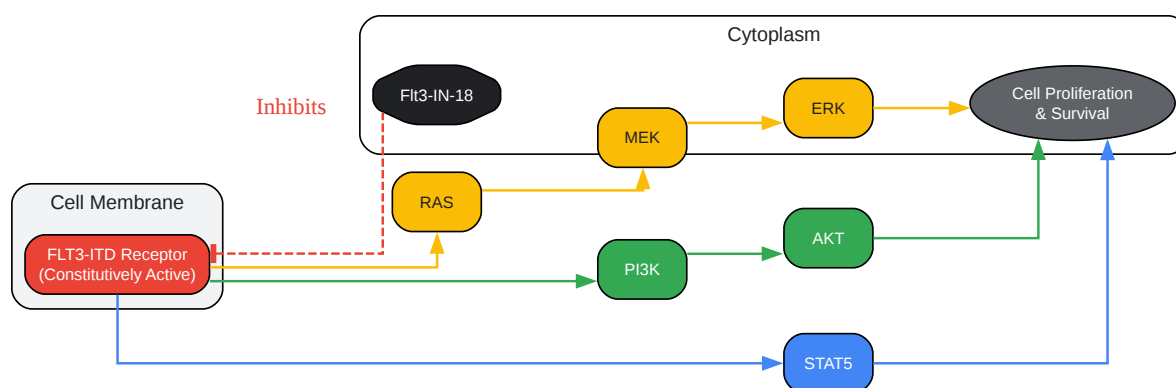 Cytoplasm
Flt3-IN-18
Inhibits
ERK
Cell Proliferation
& Survival
MEK
Cell Membrane
RAS
FLT3-ITD Receptor
(Constitutively Active)
AKT
PI3K
STAT5